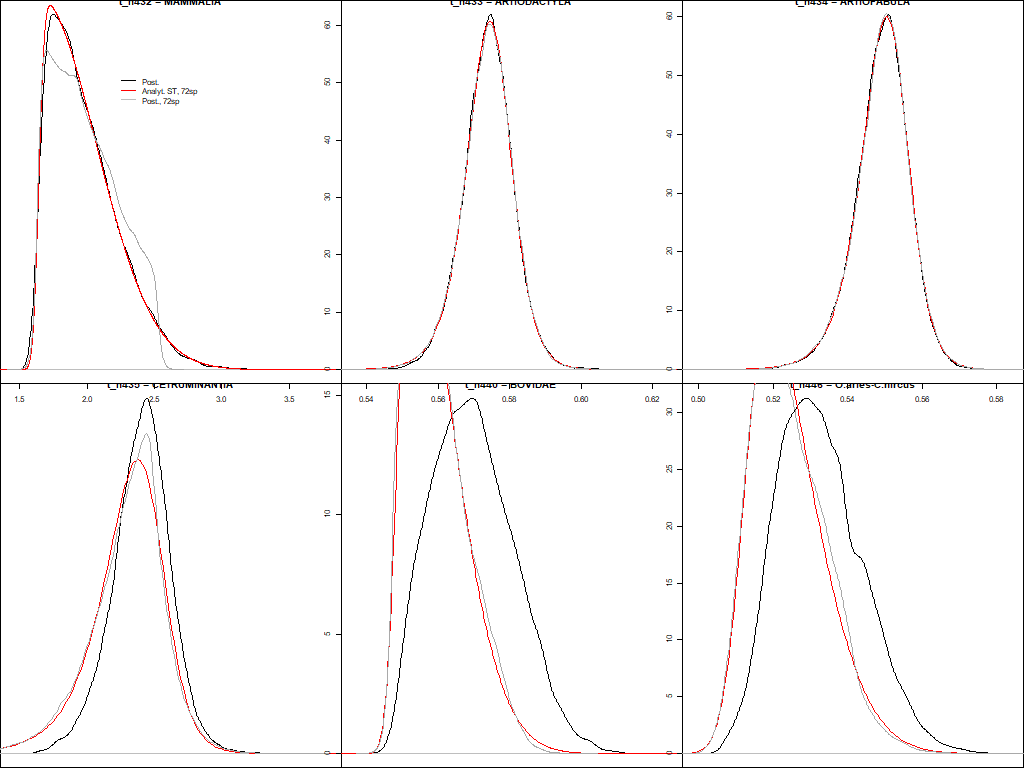 t_n432 – MAMMALIA
t_n433 – ARTIODACTYLA
t_n434 – ARTIOFABULA
Post.
Analyt. ST, 72sp
Post., 72sp
0 10 20 30 40 50 60
0 10 20 30 40 50 60
t_n435 – CETRUMINANTIA
t_n440 – BOVIDAE
t_n446 – O.aries-C.hircus
1.5 2.0 2.5 3.0 3.5
0.54 0.56 0.58 0.60 0.62
0.50 0.52 0.54 0.56 0.58
0 5 10 15
0 5 10 15 20 25 30